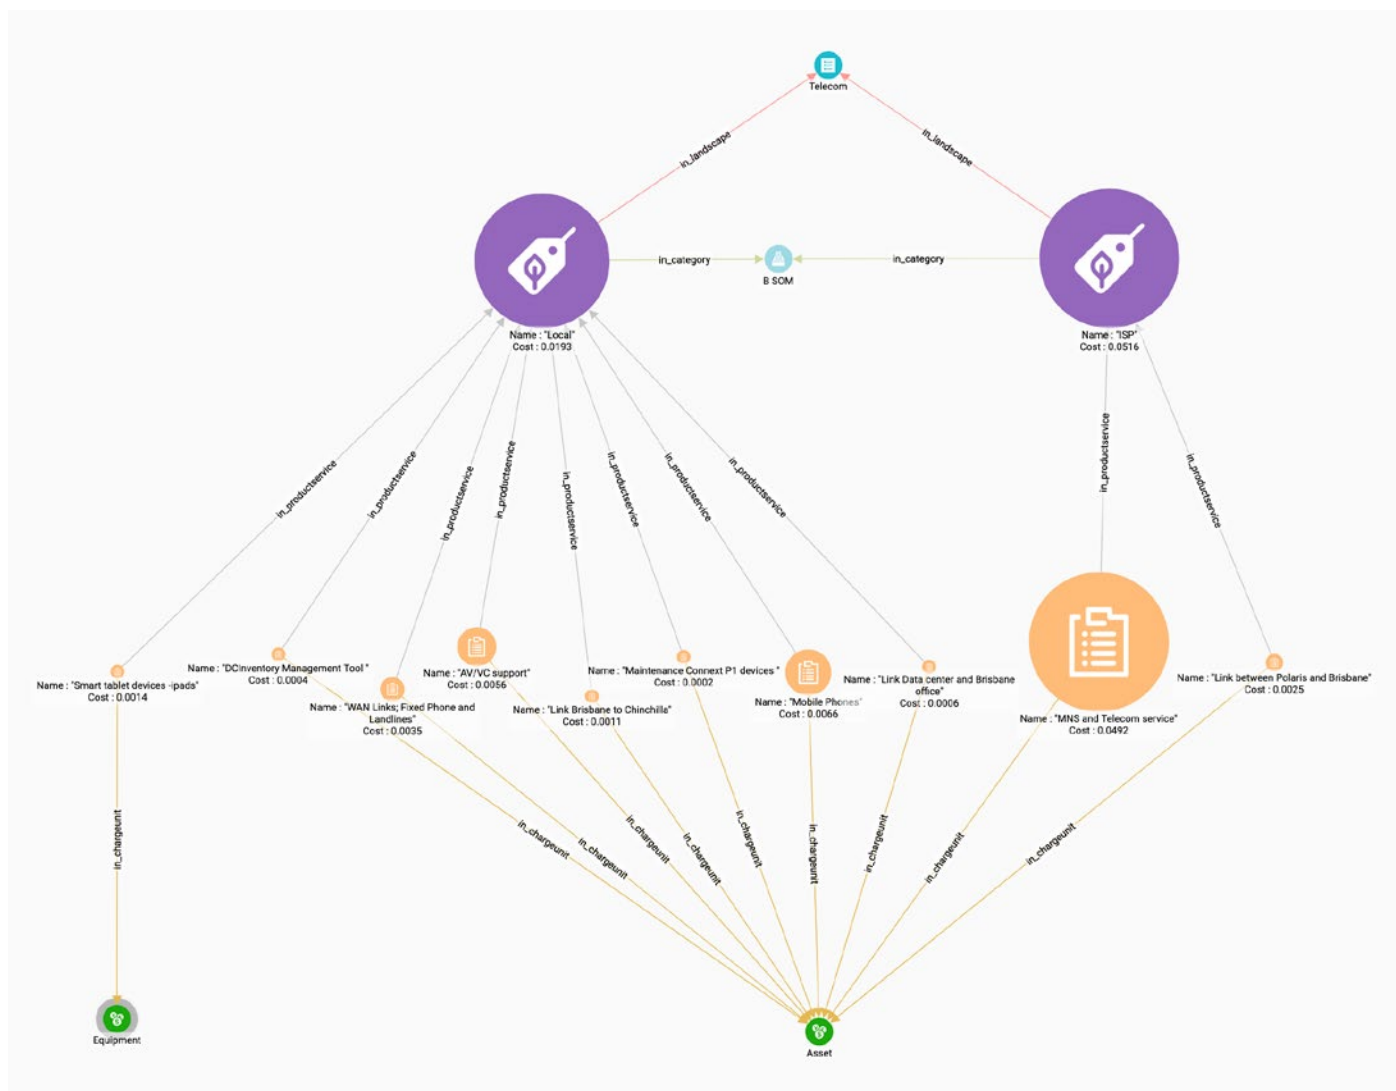 Telecom
in_landscape
in_landscape
in_category
B SOM
in_category
Name : "Local"
Cost : 0.0193
Name : "ISP"
Cost : 0.0516
in_productservice
in_productservice
in_productservice
in_productservice
in_productservice
in_productservice
in_productservice
in_productservice
in_productservice
in_productservice
Name : "Smart tablet devices -ipads"
Cost : 0.0014
Name : "DCInventory Management Tool "
Cost : 0.0004
Name : "WAN Links; Fixed Phone and
Landlines"
Cost : 0.0035
Name : "AV/VC support"
Cost : 0.0056
Name : "Link Brisbane to Chinchilla"
Cost : 0.0011
Name : "Maintenance Connext P1 devices "
Cost : 0.0002
Name : "Mobile Phones"
Cost : 0.0066
Name : "Link Data center and Brisbane
office"
Cost : 0.0006
Name : "MNS and Telecom service"
Cost : 0.0492
Name : "Link between Polaris and Brisbane"
Cost : 0.0025
in_chargeunit
in_chargeunit
in_chargeunit
in_chargeunit
in_chargeunit
in_chargeunit
in_chargeunit
in_chargeunit
in_chargeunit
in_chargeunit
Equipment
Asset